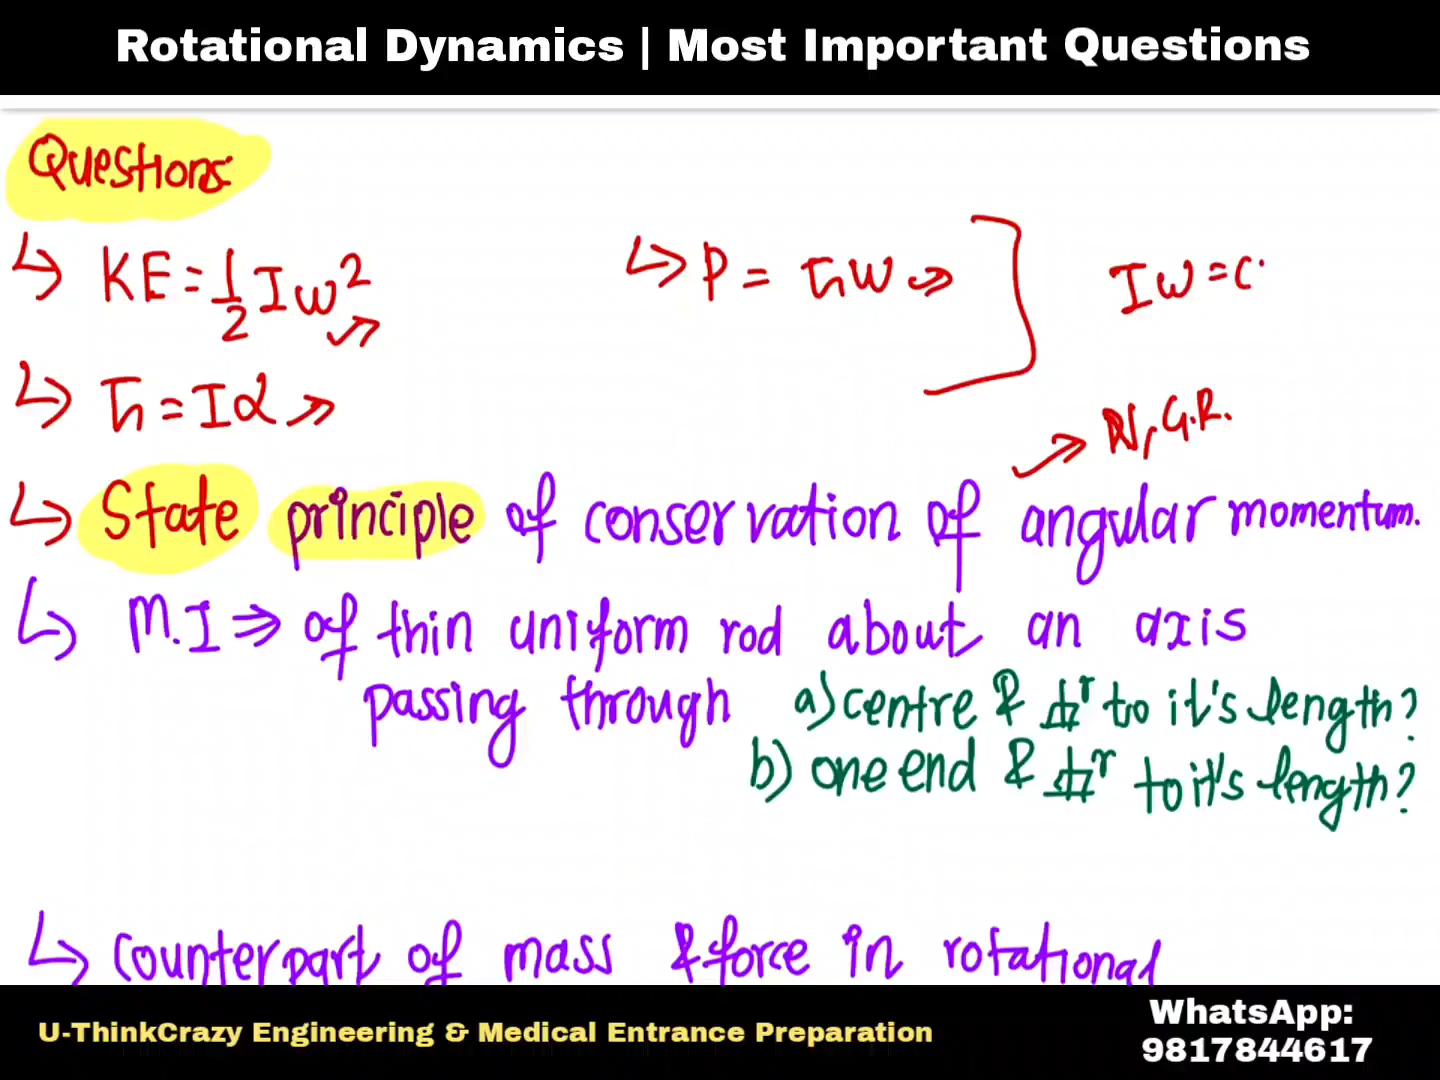 Rotational Dynamics | Most Important Questions
Questions
↳ KE = 1/2 Iω²
↳ P = τω
Iω = c
↳ τ = Iα
N, G.R.
↳ State principle of conservation of angular momentum.
↳ M.I ⇒ of thin uniform rod about an axis
passing through a) centre & ⊥r to it's length?
b) one end & ⊥r to it's length?
↳ counterpart of mass & force in rotational
U-ThinkCrazy Engineering & Medical Entrance Preparation
WhatsApp:
9817844617